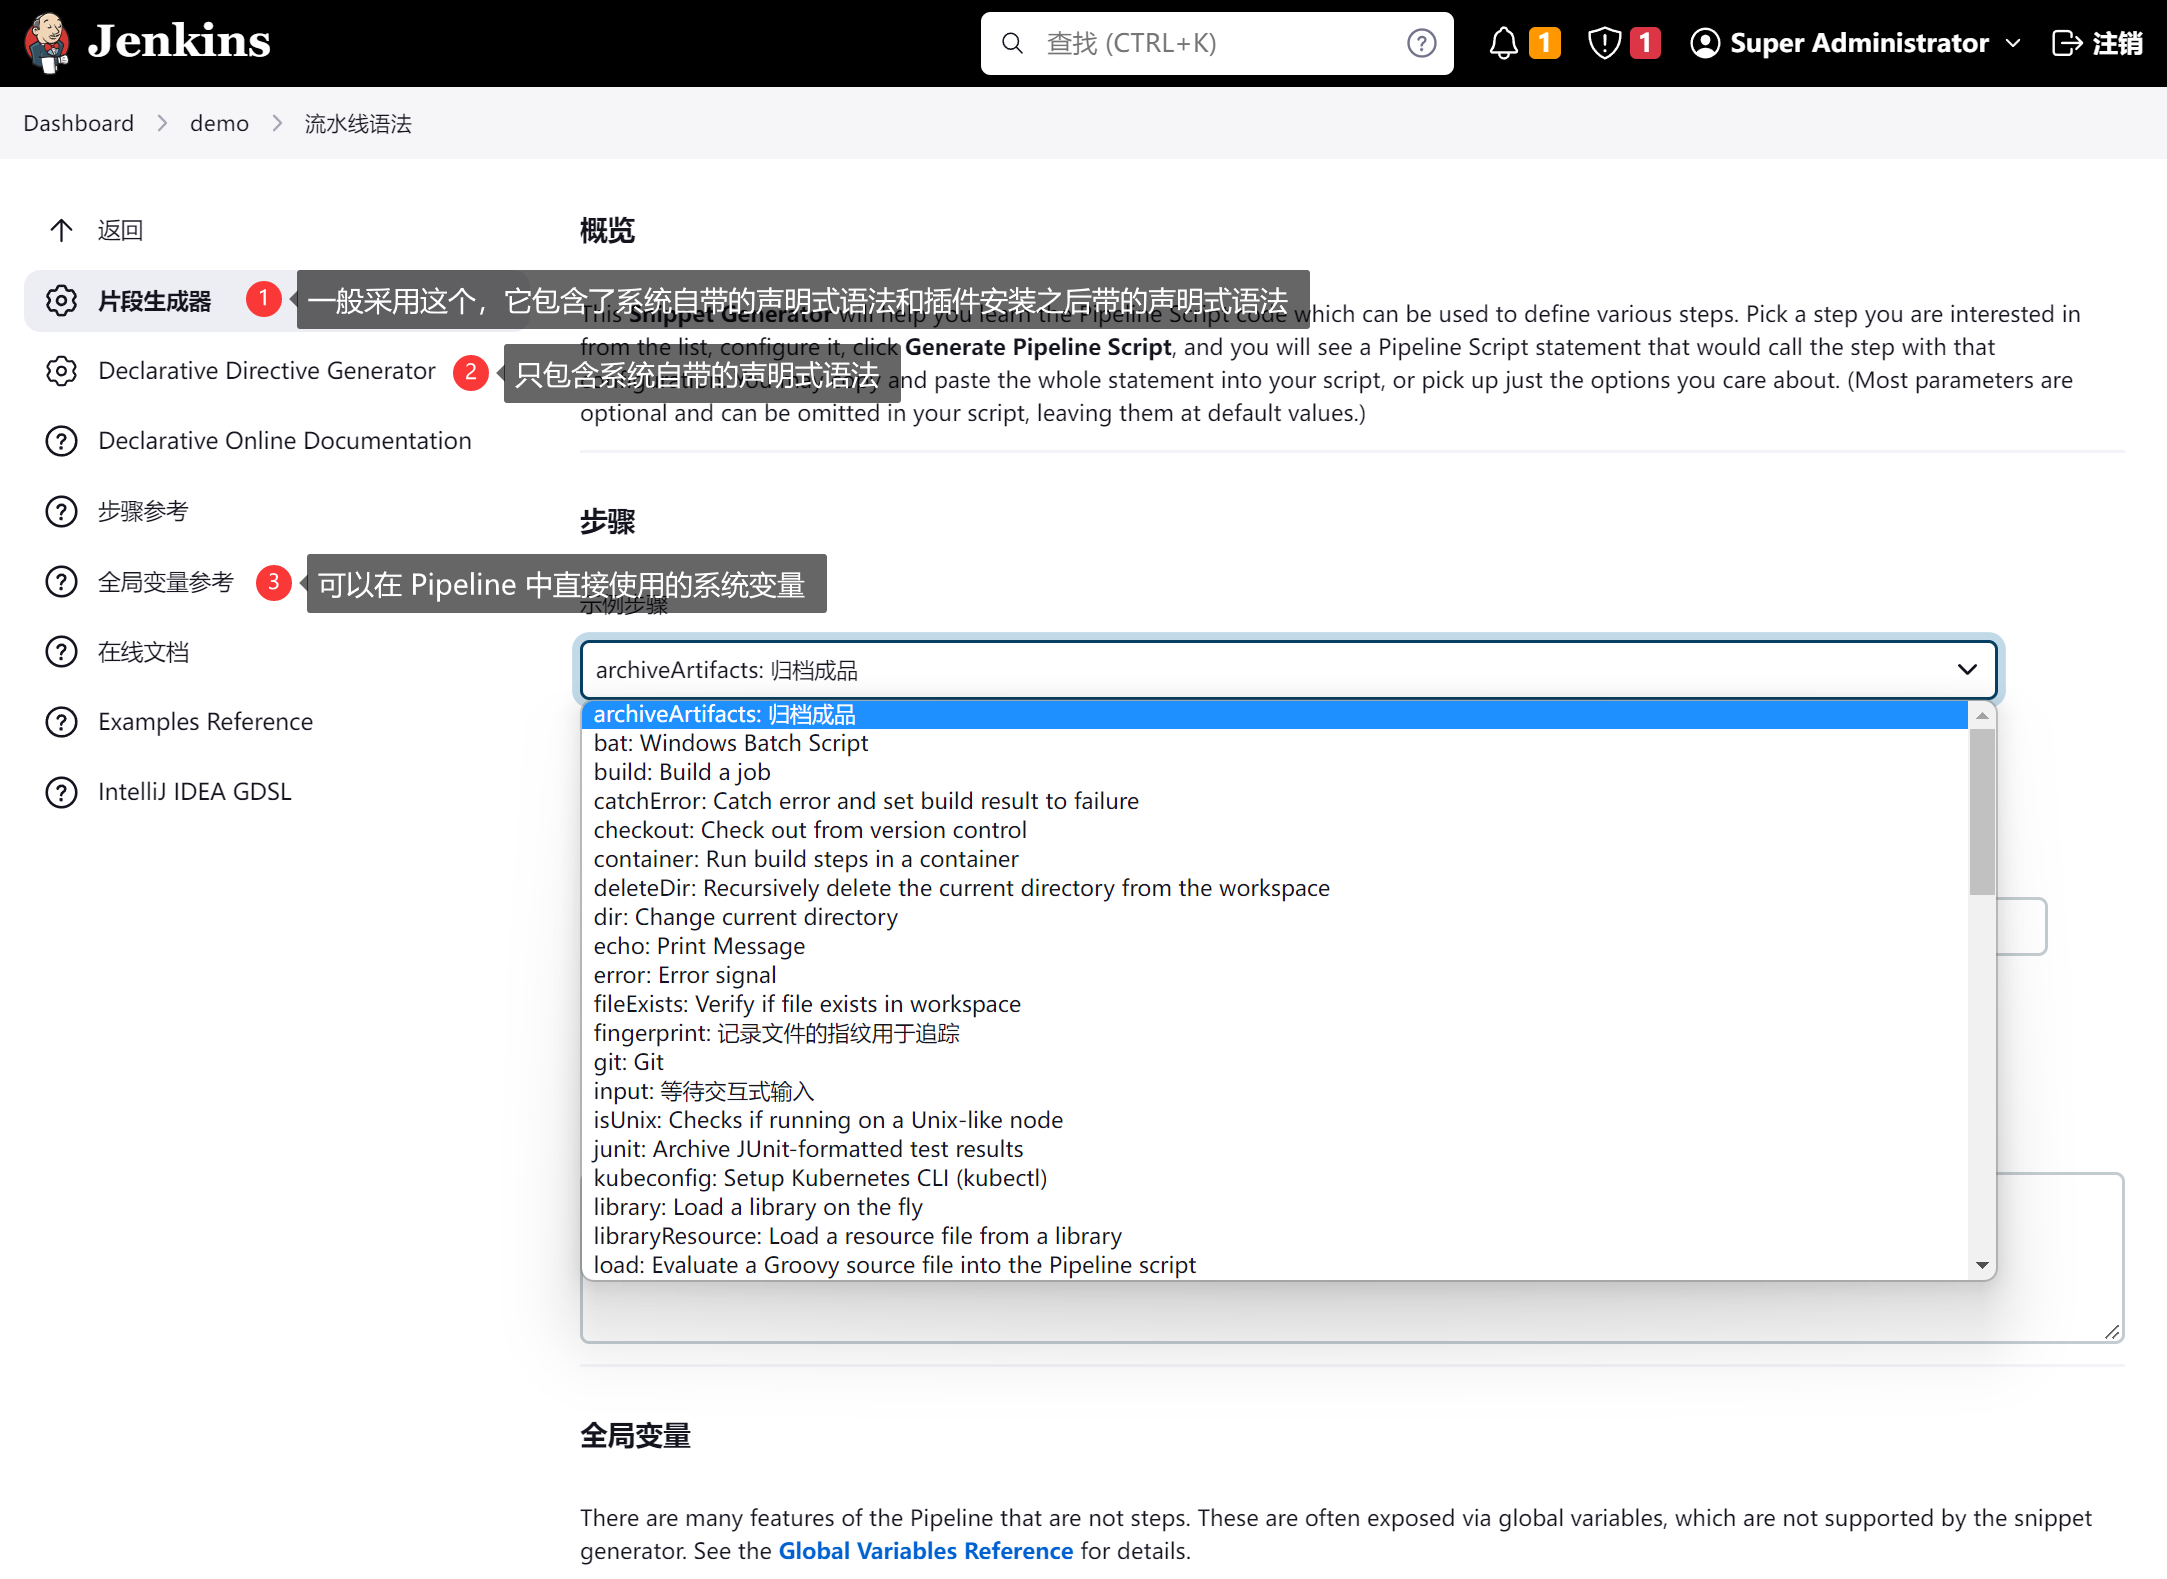 Jenkins
查找 (CTRL+K)
1
1
Super Administrator
注销
Dashboard
demo
流水线语法
返回
片段生成器
1
一般采用这个，它包含了系统自带的声明式语法和插件安装之后带的声明式语法
Declarative Directive Generator
2
只包含系统自带的声明式语法
Declarative Online Documentation
步骤参考
全局变量参考
3
可以在 Pipeline 中直接使用的系统变量
在线文档
Examples Reference
IntelliJ IDEA GDSL
概览
This Snippet Generator will help you learn the Pipeline Script code which can be used to define various steps. Pick a step you are interested in
from the list, configure it, click Generate Pipeline Script, and you will see a Pipeline Script statement that would call the step with that
and paste the whole statement into your script, or pick up just the options you care about. (Most parameters are
optional and can be omitted in your script, leaving them at default values.)
步骤
示例步骤
archiveArtifacts: 归档成品
archiveArtifacts: 归档成品
bat: Windows Batch Script
build: Build a job
catchError: Catch error and set build result to failure
checkout: Check out from version control
container: Run build steps in a container
deleteDir: Recursively delete the current directory from the workspace
dir: Change current directory
echo: Print Message
error: Error signal
fileExists: Verify if file exists in workspace
fingerprint: 记录文件的指纹用于追踪
git: Git
input: 等待交互式输入
isUnix: Checks if running on a Unix-like node
junit: Archive JUnit-formatted test results
kubeconfig: Setup Kubernetes CLI (kubectl)
library: Load a library on the fly
libraryResource: Load a resource file from a library
load: Evaluate a Groovy source file into the Pipeline script
全局变量
There are many features of the Pipeline that are not steps. These are often exposed via global variables, which are not supported by the snippet
generator. See the Global Variables Reference for details.